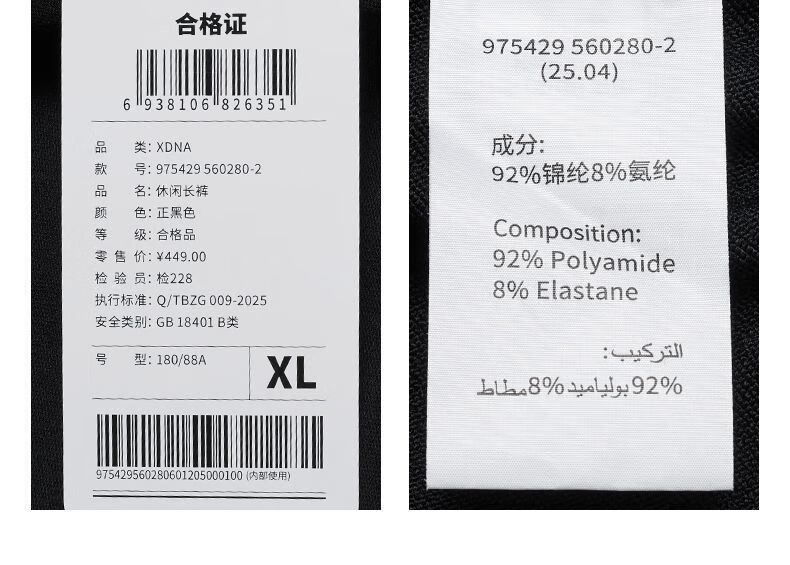 合格证
6 938106 826351
品 类: XDNA
款 号: 975429 560280-2
品 名: 休闲长裤
颜 色: 正黑色
等 级: 合格品
零 售 价: ¥449.00
检 验 员: 检228
执行标准: Q/TBZG 009-2025
安全类别: GB 18401 B类
号 型: 180/88A
XL
975429560280601205000100 (内部使用)
975429 560280-2
(25.04)
成分:
92%锦纶8%氨纶
Composition:
92% Polyamide
8% Elastane
التركيب:
92%بولياميد8%مطاط